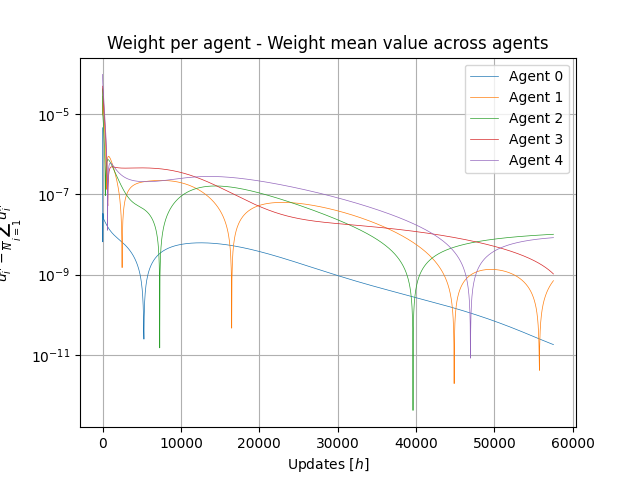 Weight per agent - Weight mean value across agents
Agent 0
Agent 1
Agent 2
Agent 3
Agent 4
10⁻⁵
10⁻⁷
10⁻⁹
10⁻¹¹
0 10000 20000 30000 40000 50000 60000
Updates [h]